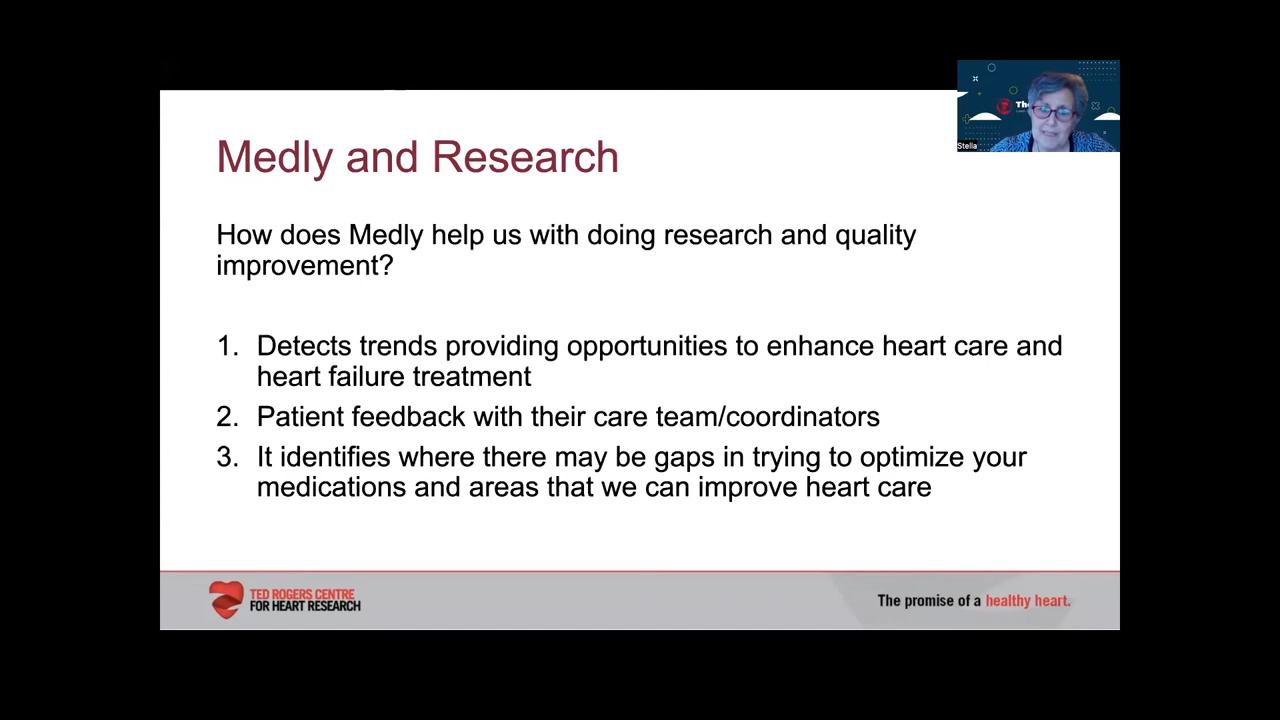 Medly and Research
How does Medly help us with doing research and quality
improvement?
1. Detects trends providing opportunities to enhance heart care and
heart failure treatment
2. Patient feedback with their care team/coordinators
3. It identifies where there may be gaps in trying to optimize your
medications and areas that we can improve heart care
TED ROGERS CENTRE
FOR HEART RESEARCH
The promise of a healthy heart.
Stella